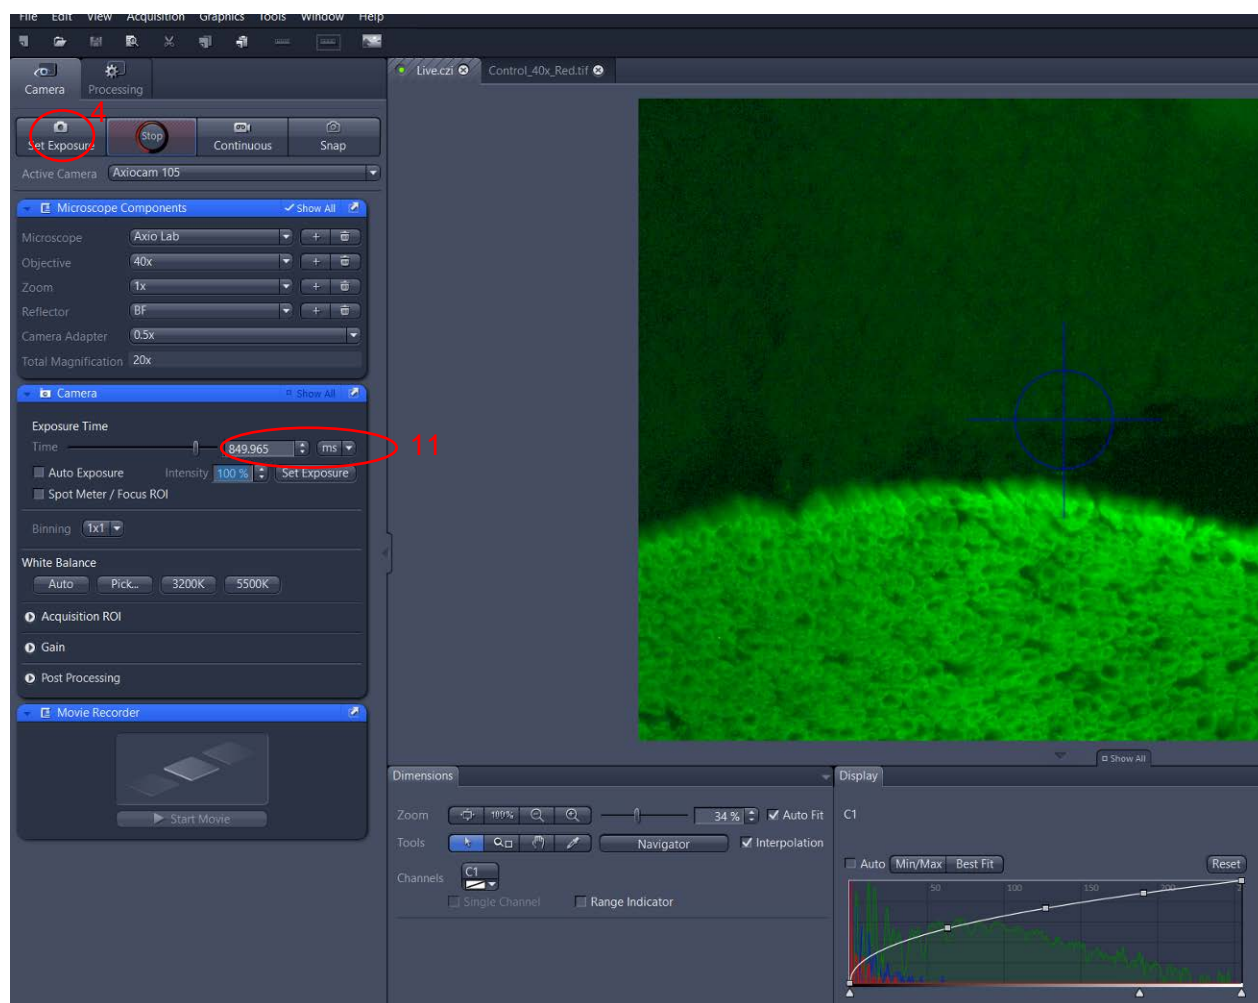 File Edit View Acquisition Graphics Tools Window Help
Camera Processing
Live.czi Control_40x_Red.tif
4
Set Exposure Stop Continuous Snap
Active Camera Axiocam 105
Microscope Components Show All
Microscope Axio Lab
Objective 40x
Zoom 1x
Reflector BF
Camera Adapter 0.5x
Total Magnification 20x
Camera Show All
Exposure Time
Time 849.965 ms 11
Auto Exposure Intensity 100 % Set Exposure
Spot Meter / Focus ROI
Binning 1x1
White Balance
Auto Pick... 3200K 5500K
Acquisition ROI
Gain
Post Processing
Movie Recorder
Start Movie
Show All
Dimensions
Zoom 100% 34 % Auto Fit
Tools Navigator Interpolation
Channels C1
Single Channel Range Indicator
Display
C1
Auto Min/Max Best Fit Reset
50 100 150 200